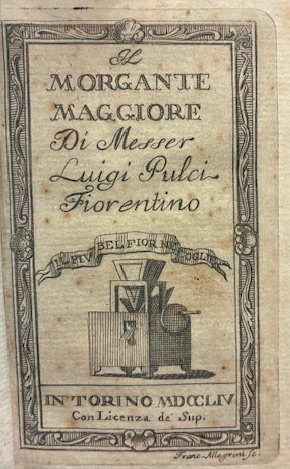 Il
MORGANTE
MAGGIORE
Di Messer
Luigi Pulci
Fiorentino
IL PIV BEL FIOR NE COGLIE
IN TORINO MDCCLIV
Con Licenza de Sup.
Franc. Allegrini sc.